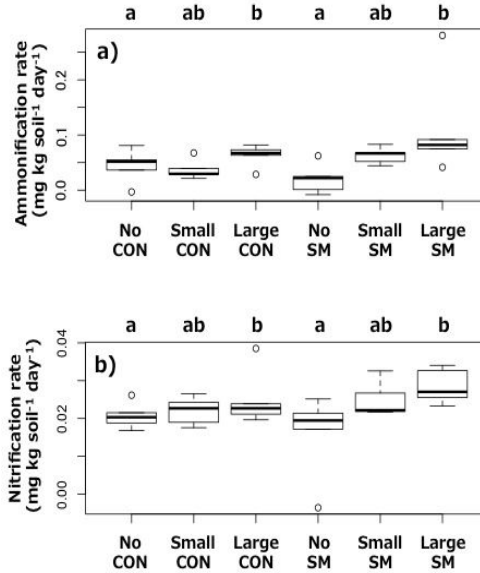 a ab b a ab b
a)
Ammonification rate
(mg kg soil⁻¹ day⁻¹)
0.2
0.1
0.0
No CON Small CON Large CON No SM Small SM Large SM
a ab b a ab b
b)
Nitrification rate
(mg kg soil⁻¹ day⁻¹)
0.04
0.02
0.00
No CON Small CON Large CON No SM Small SM Large SM